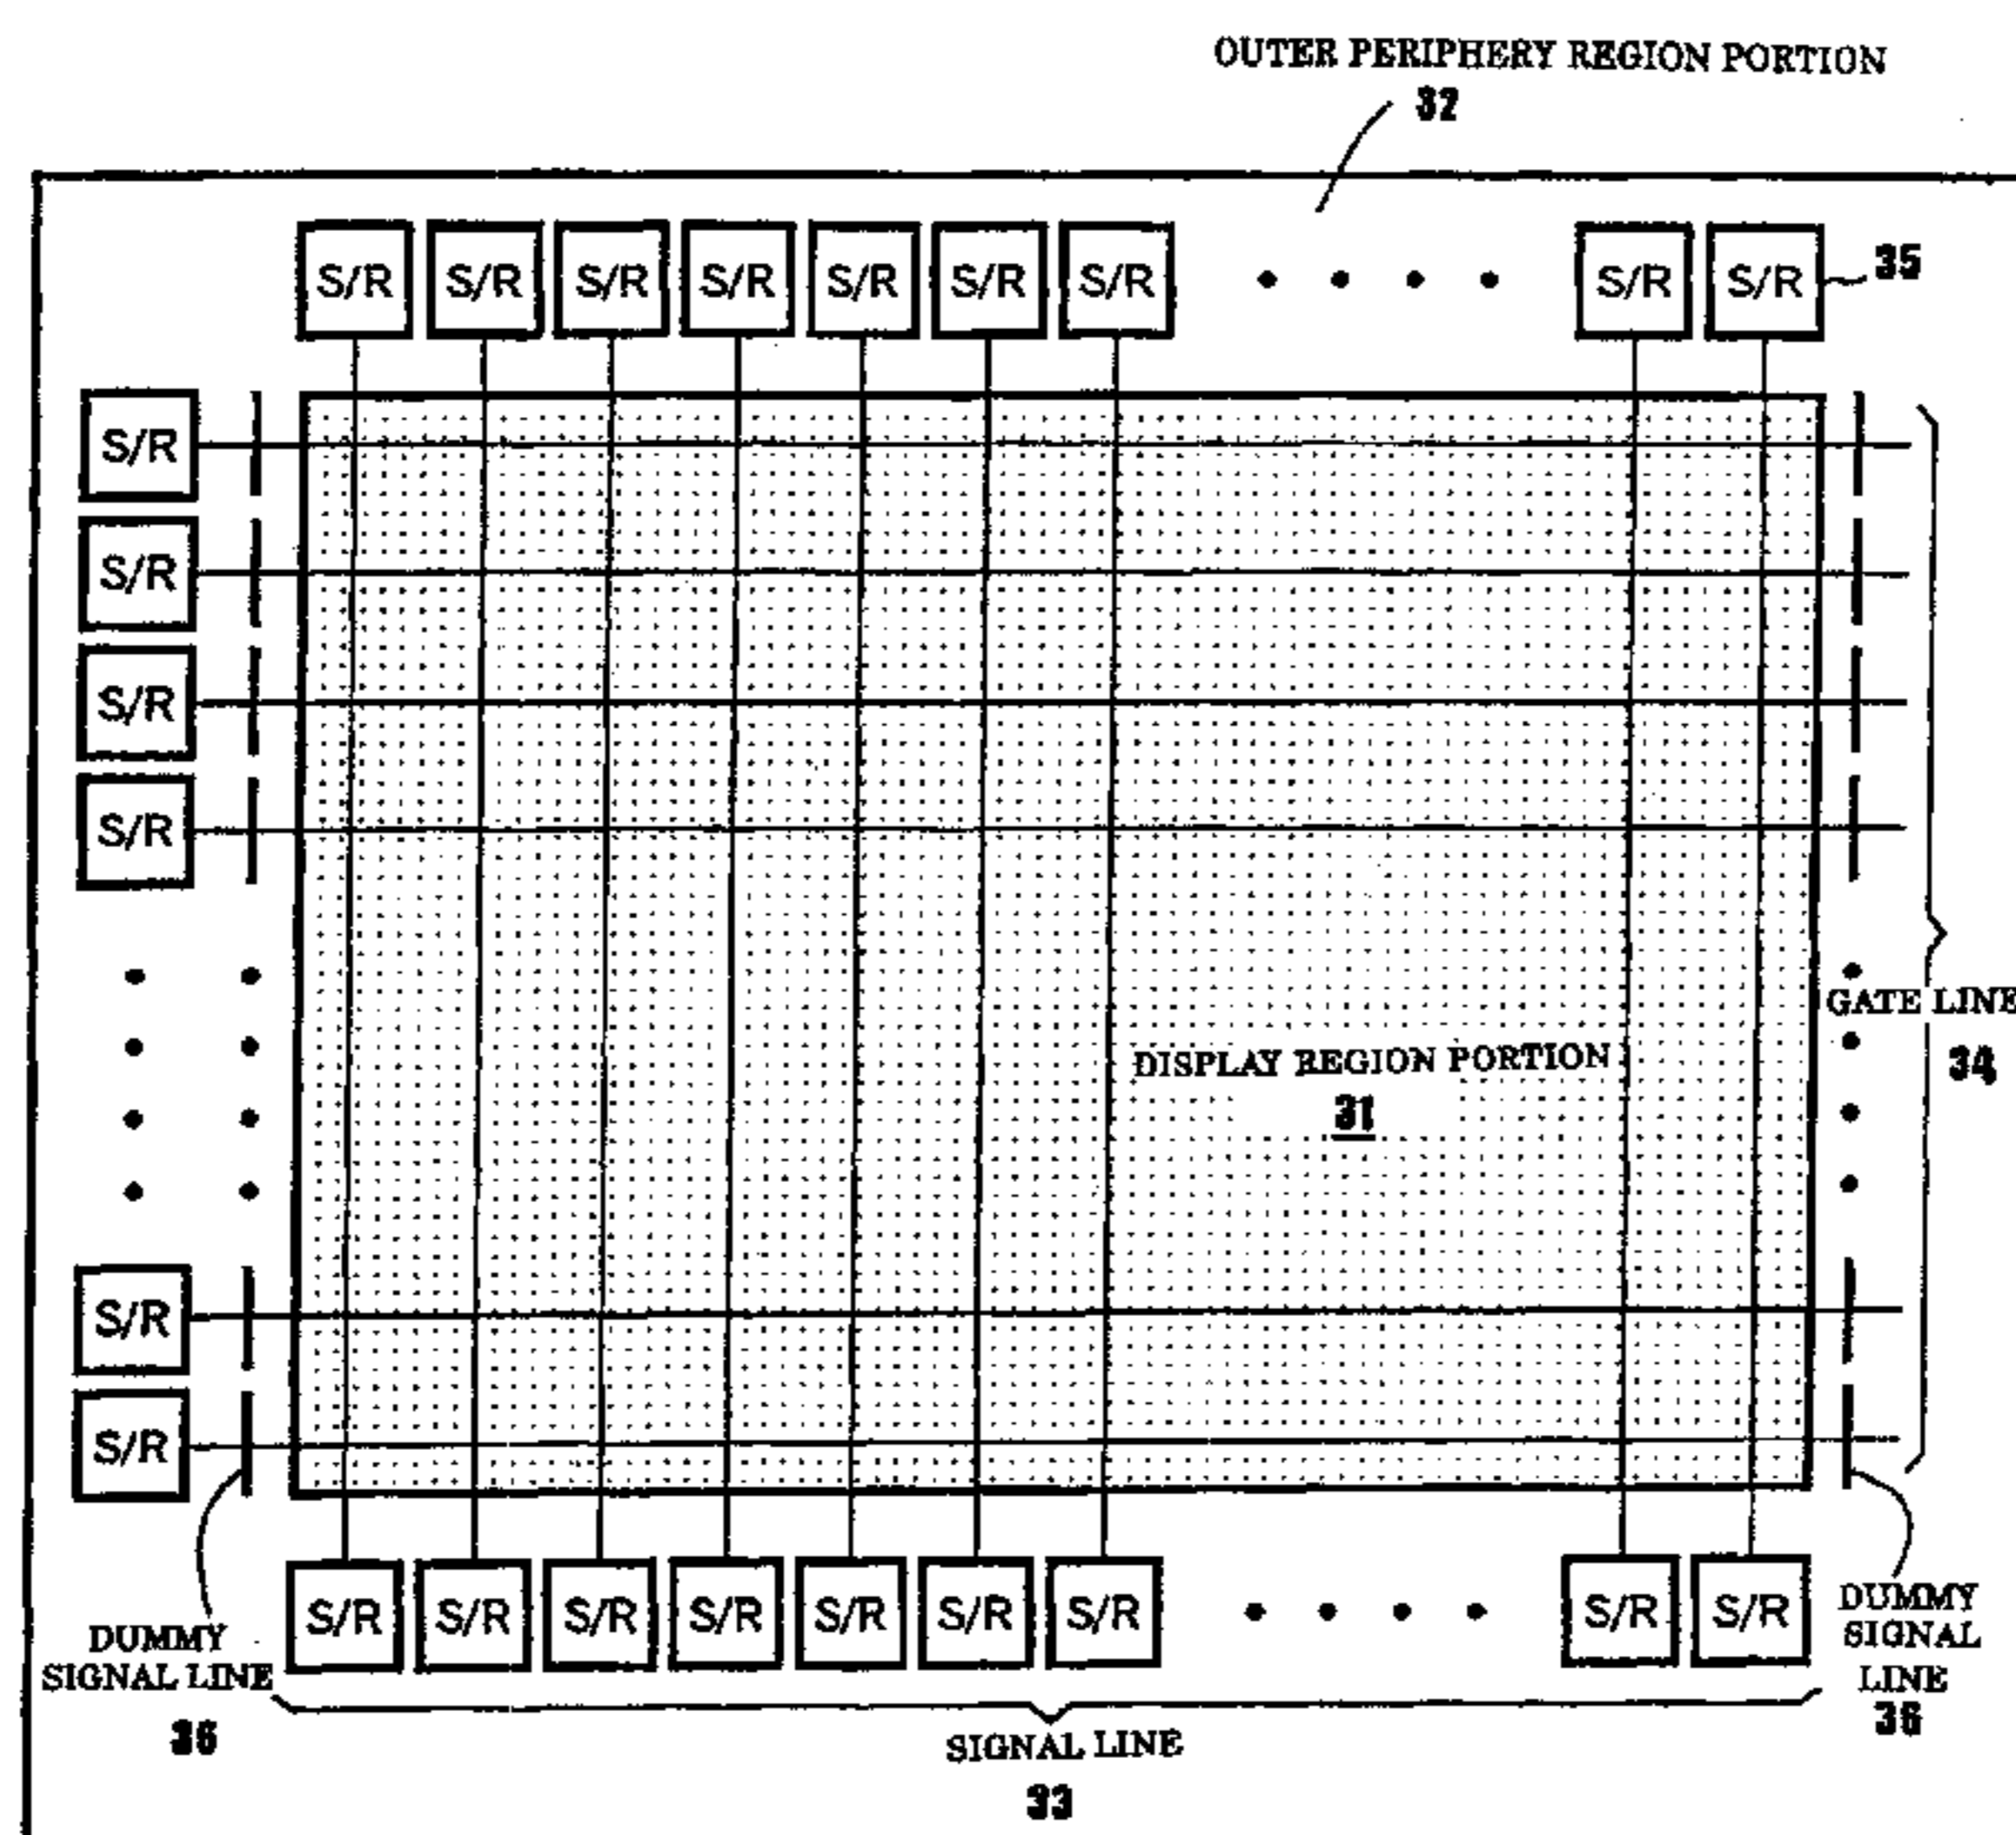 OUTER PERIPHERY REGION PORTION
32
S/R S/R S/R S/R S/R S/R S/R S/R S/R
35
S/R
S/R
S/R
S/R
GATE LINE
34
DISPLAY REGION PORTION
31
S/R
S/R
S/R S/R S/R S/R S/R S/R S/R S/R S/R
DUMMY
SIGNAL LINE
36
DUMMY
SIGNAL
LINE
36
SIGNAL LINE
33